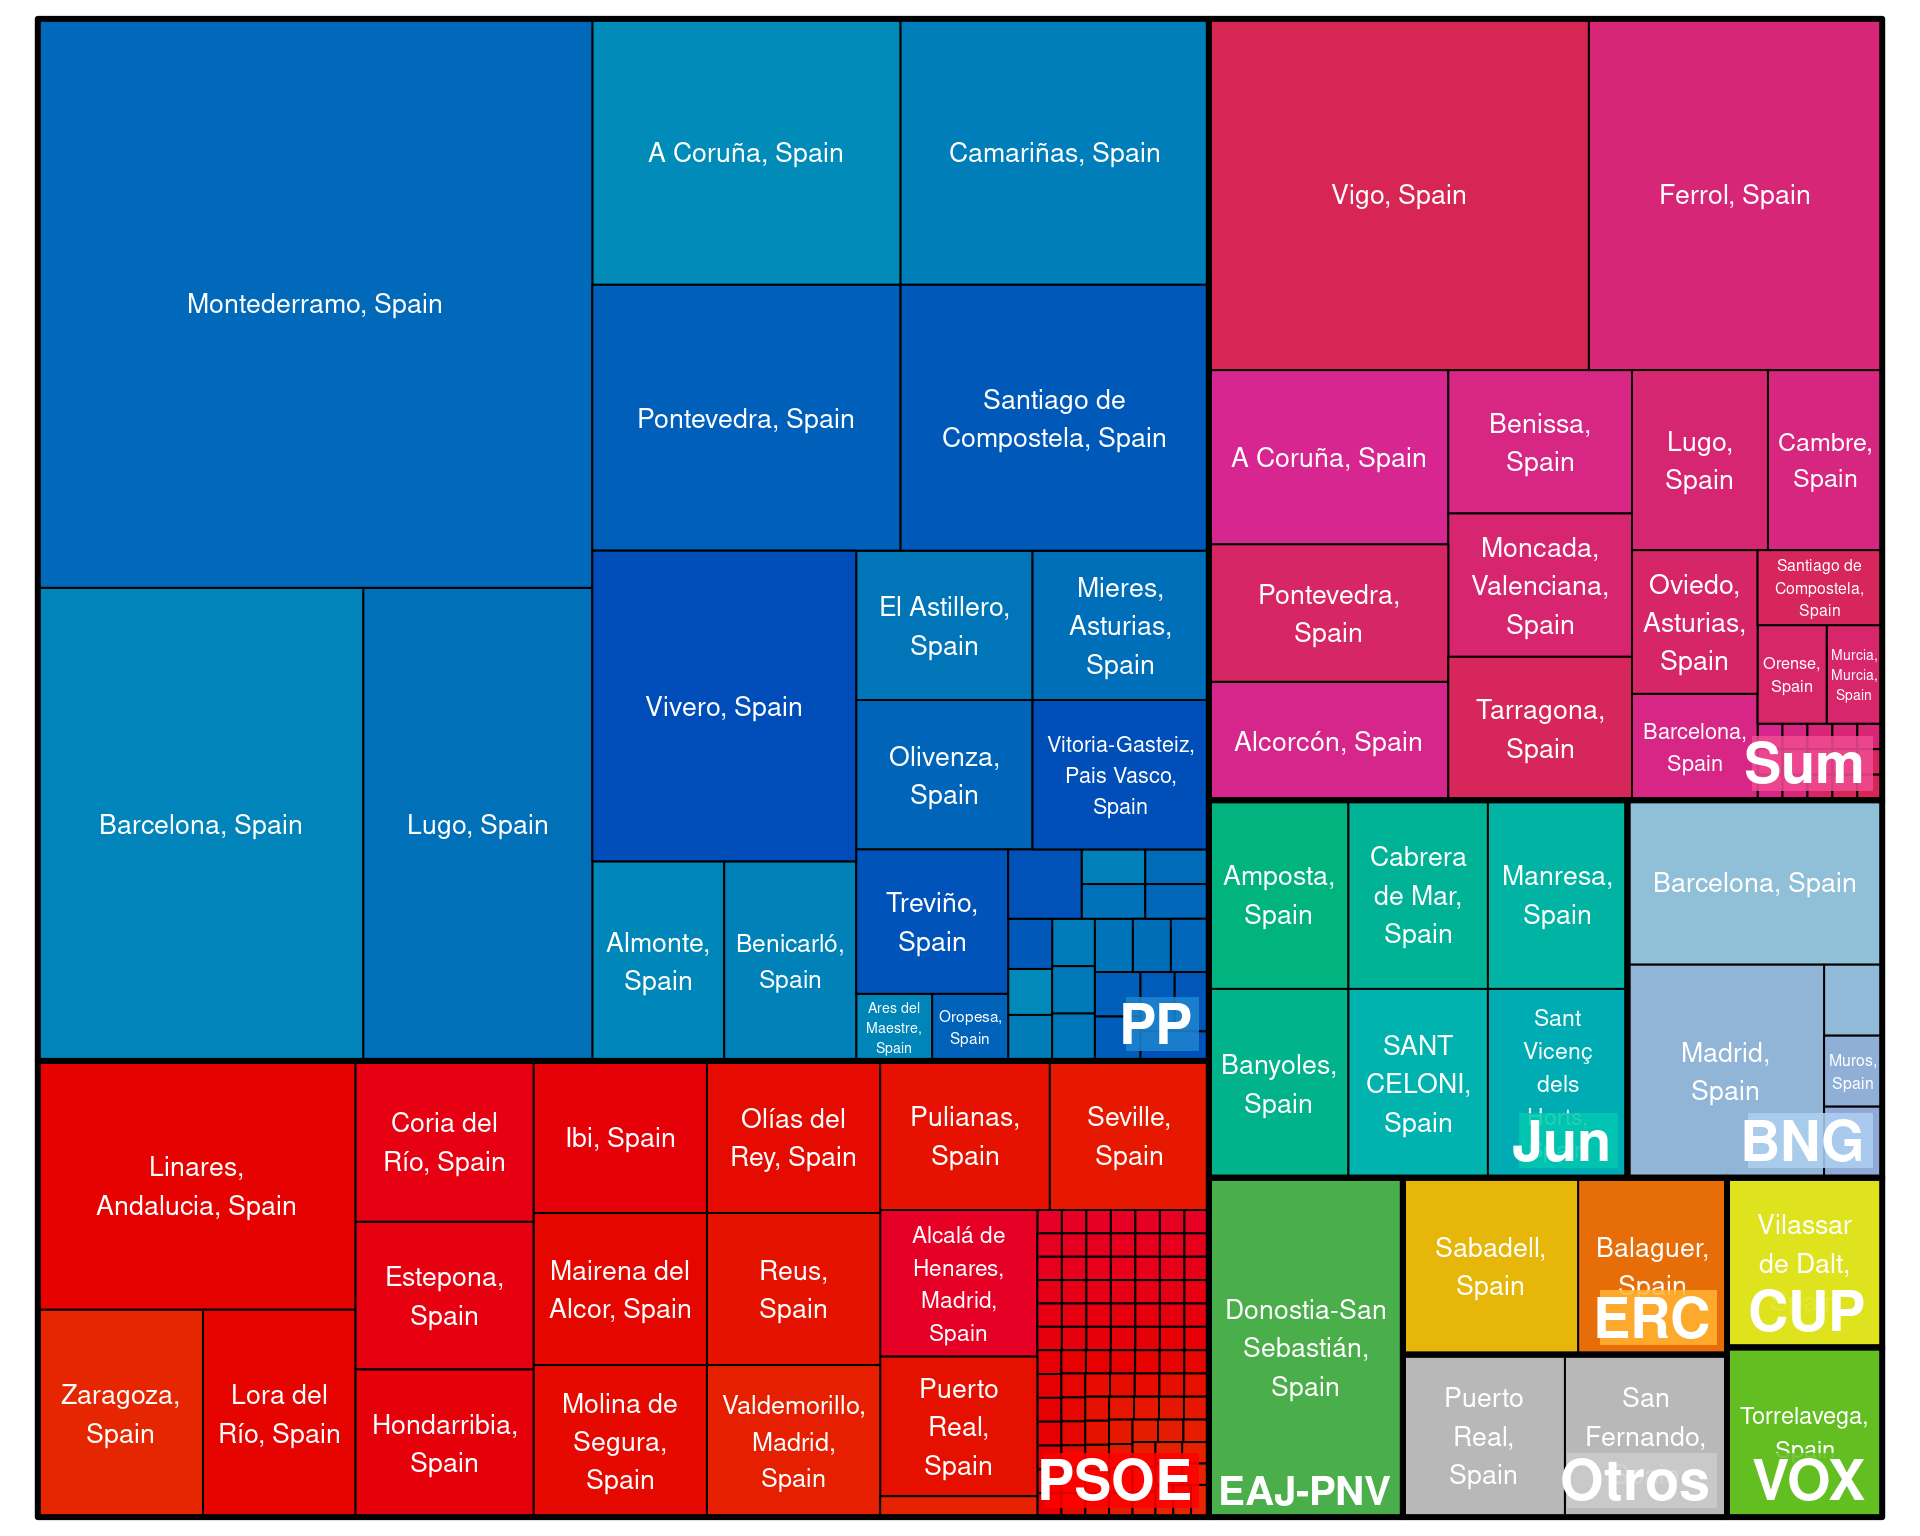 Montederramo, Spain
A Coruña, Spain
Camariñas, Spain
Pontevedra, Spain
Santiago de
Compostela, Spain
Barcelona, Spain
Lugo, Spain
Vivero, Spain
El Astillero,
Spain
Mieres,
Asturias,
Spain
Olivenza,
Spain
Vitoria-Gasteiz,
Pais Vasco,
Spain
Almonte,
Spain
Benicarló,
Spain
Treviño,
Spain
Ares del
Maestre,
Spain
Oropesa,
Spain
PP
Vigo, Spain
Ferrol, Spain
A Coruña, Spain
Benissa,
Spain
Lugo,
Spain
Cambre,
Spain
Pontevedra,
Spain
Moncada,
Valenciana,
Spain
Oviedo,
Asturias,
Spain
Santiago de
Compostela,
Spain
Orense,
Spain
Murcia,
Murcia,
Spain
Alcorcón, Spain
Tarragona,
Spain
Barcelona,
Spain
Sum
Amposta,
Spain
Cabrera
de Mar,
Spain
Manresa,
Spain
Banyoles,
Spain
SANT
CELONI,
Spain
Sant
Vicenç
dels
Horts,
Jun
Barcelona, Spain
Madrid,
Spain
Muros,
Spain
BNG
Linares,
Andalucia, Spain
Coria del
Río, Spain
Ibi, Spain
Olías del
Rey, Spain
Pulianas,
Spain
Seville,
Spain
Estepona,
Spain
Mairena del
Alcor, Spain
Reus,
Spain
Alcalá de
Henares,
Madrid,
Spain
Zaragoza,
Spain
Lora del
Río, Spain
Hondarribia,
Spain
Molina de
Segura,
Spain
Valdemorillo,
Madrid,
Spain
Puerto
Real,
Spain
PSOE
Donostia-San
Sebastián,
Spain
EAJ-PNV
Sabadell,
Spain
Balaguer,
Spain
ERC
Vilassar
de Dalt,
CUP
Puerto
Real,
Spain
San
Fernando,
Otros
Torrelavega,
Spain
VOX